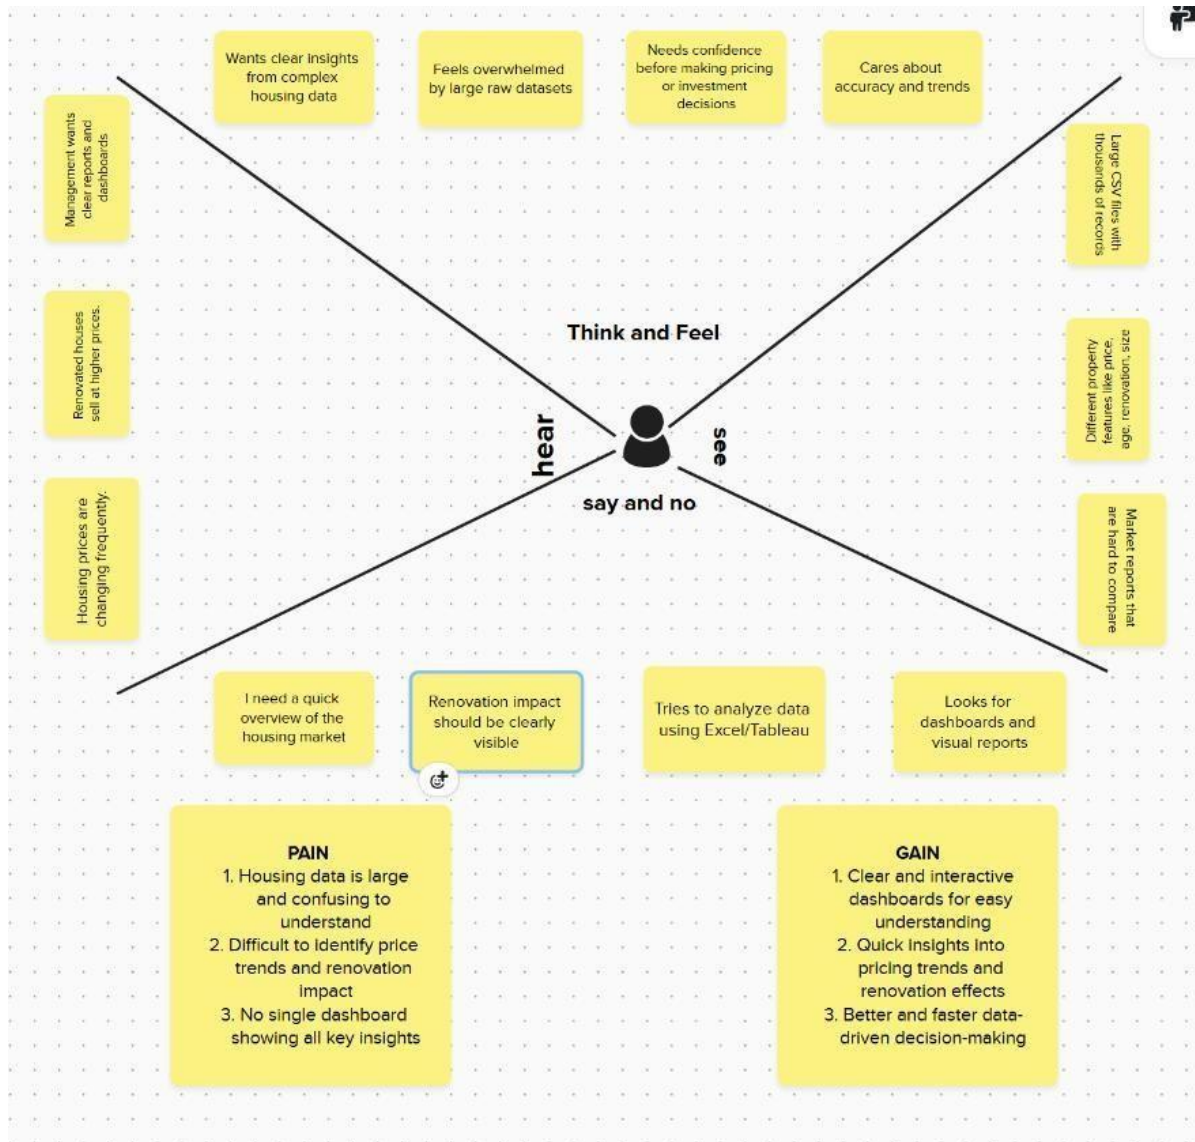 Wants clear insights
from complex
housing data
Feels overwhelmed
by large raw datasets
Needs confidence
before making pricing
or investment
decisions
Cares about
accuracy and trends
Management wants
clear reports and
dashboards
Renovated houses
sell at higher prices.
Housing prices are
changing frequently.
Think and Feel
hear
see
say and no
Large CSV files with
thousands of records
Different property
features like price,
age, renovation, size
Market reports that
are hard to compare
I need a quick
overview of the
housing market
Renovation impact
should be clearly
visible
Tries to analyze data
using Excel/Tableau
Looks for
dashboards and
visual reports
PAIN
1. Housing data is large
and confusing to
understand
2. Difficult to identify price
trends and renovation
impact
3. No single dashboard
showing all key insights
GAIN
1. Clear and interactive
dashboards for easy
understanding
2. Quick insights into
pricing trends and
renovation effects
3. Better and faster data-
driven decision-making